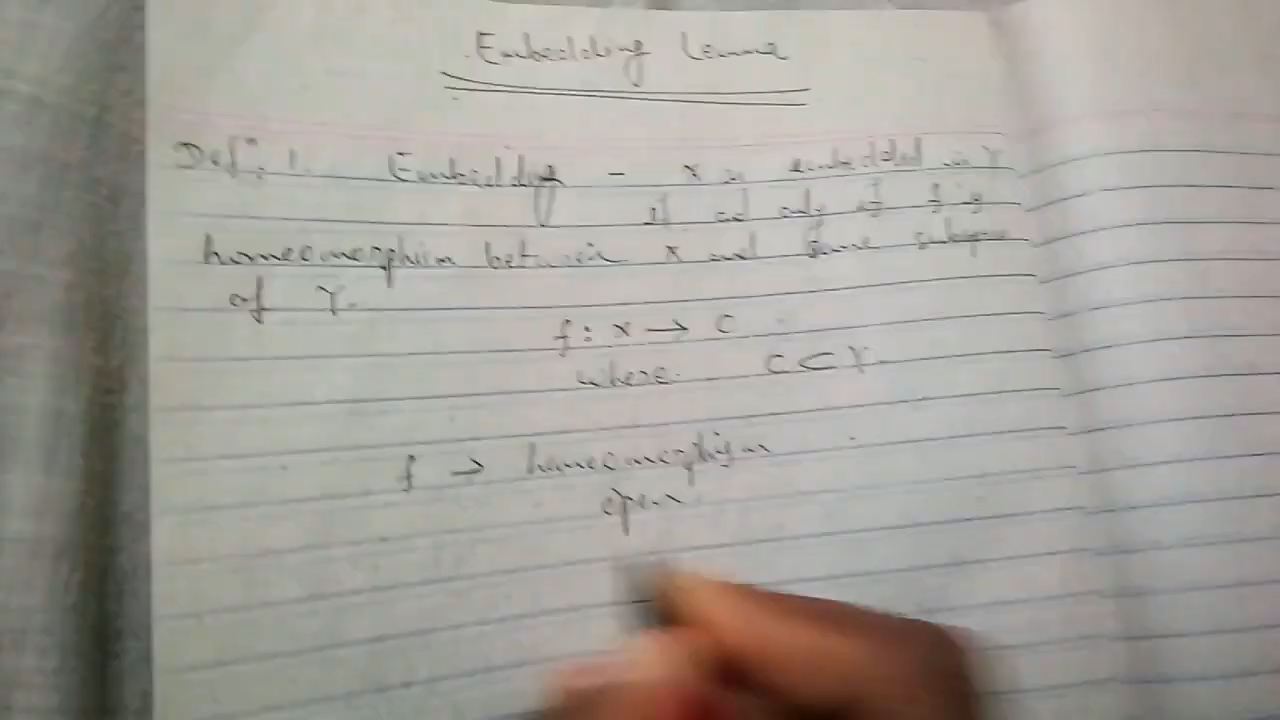 Embedding Lemma
Defn: 1. Embedding - X is embedded in Y
if and only if f is
homeomorphism between X and some subspace
of Y.
f : X → C
where C ⊂ Y
f → homeomorphism
open